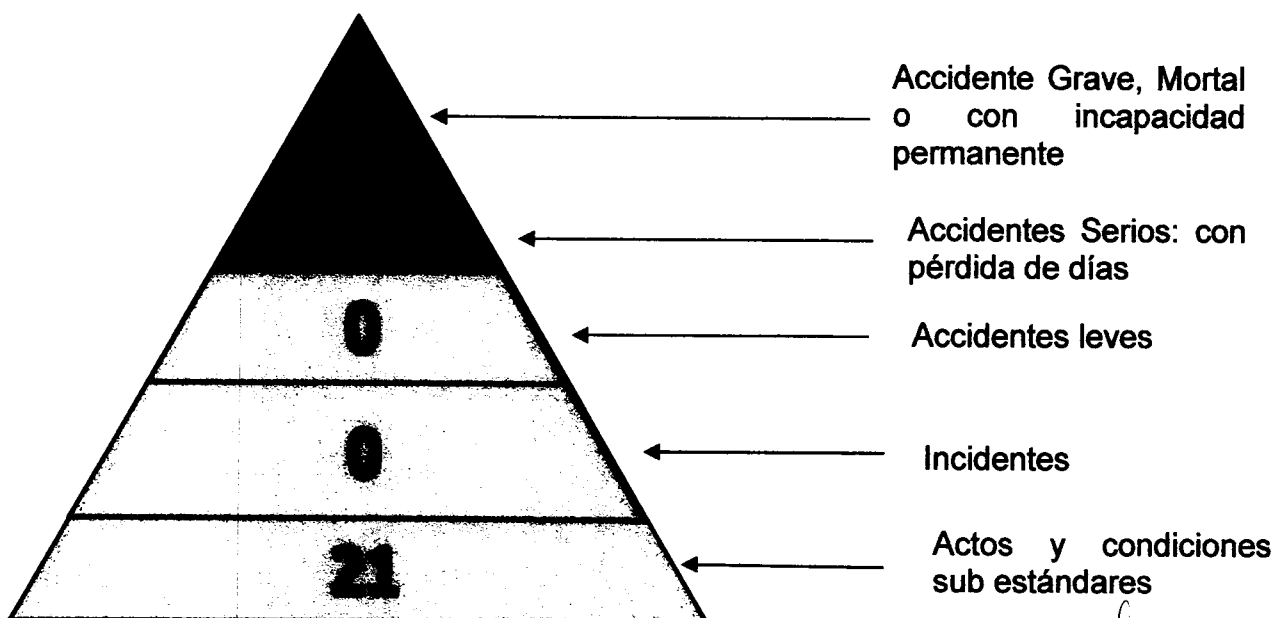 Accidente Grave, Mortal
o con incapacidad
permanente
Accidentes Serios: con
pérdida de días
0
Accidentes leves
0
Incidentes
21
Actos y condiciones
sub estándares